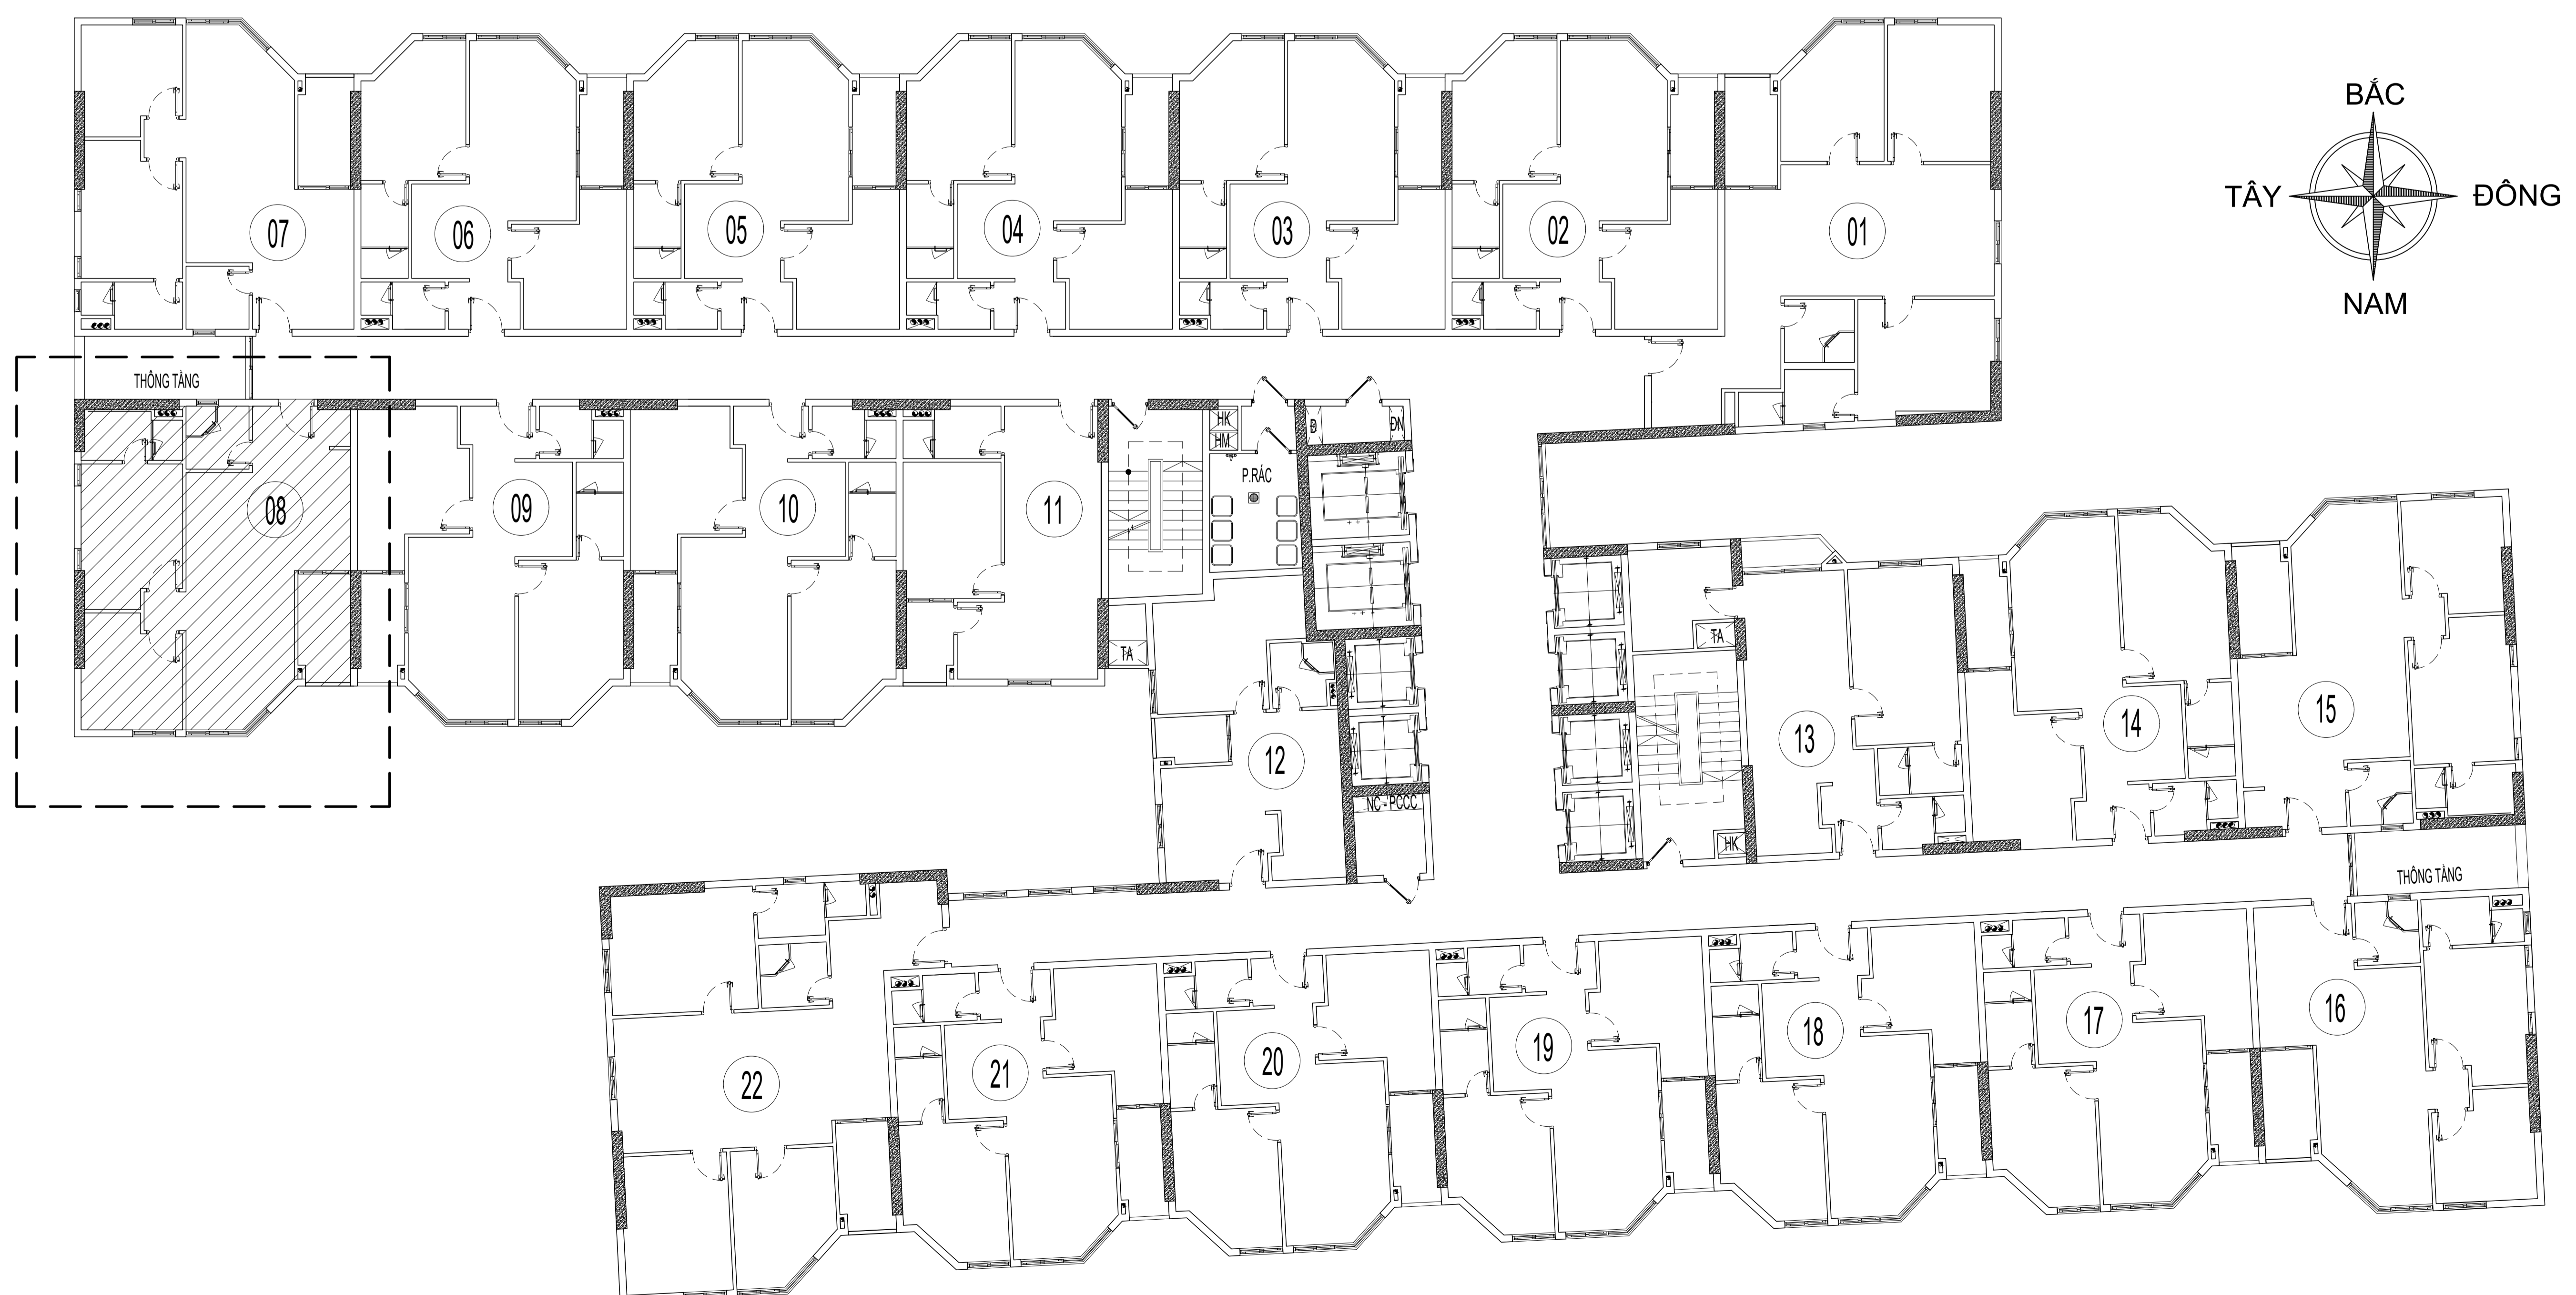 BẮC
TÂY
ĐÔNG
NAM
07
06
05
04
03
02
01
THÔNG TẦNG
08
09
10
11
HK
HM
P.RÁC
Đ
ĐN
TA
12
NC - PCCC
TA
13
HK
14
15
THÔNG TẦNG
22
21
20
19
18
17
16